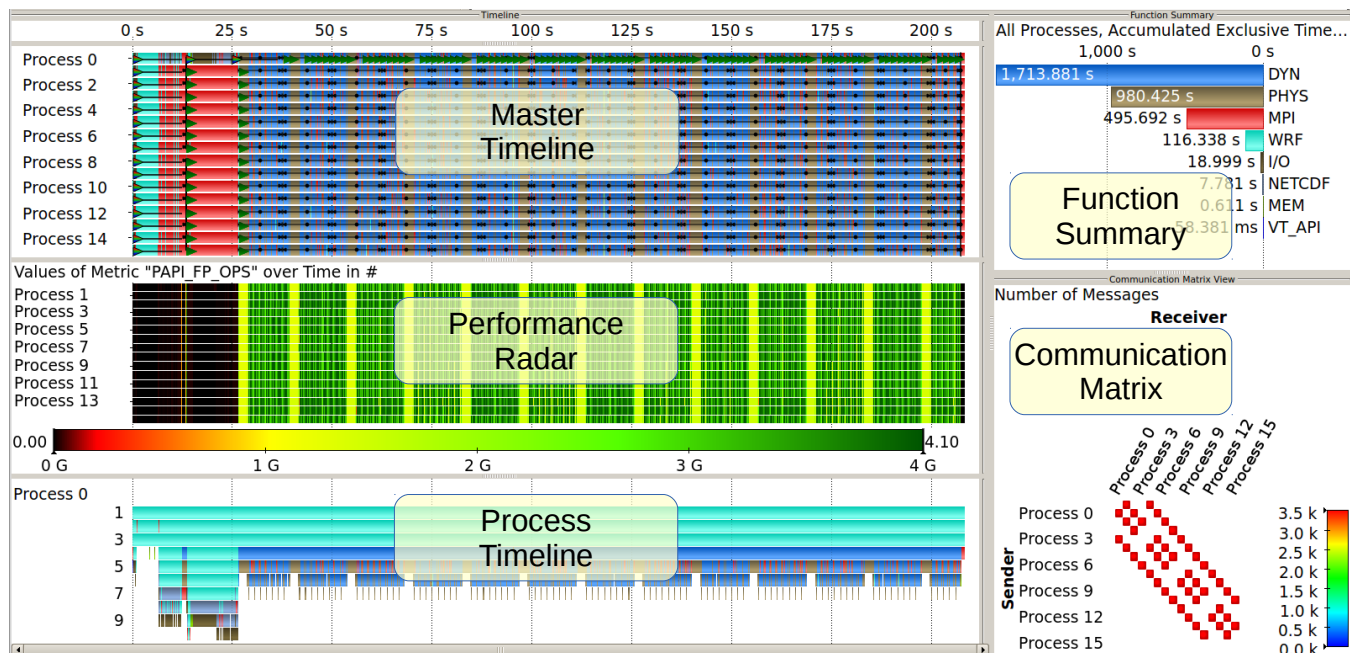 Timeline
0 s 25 s 50 s 75 s 100 s 125 s 150 s 175 s 200 s
Process 0
Process 2
Process 4
Process 6
Process 8
Process 10
Process 12
Process 14
Master
Timeline
Values of Metric "PAPI_FP_OPS" over Time in #
Process 1
Process 3
Process 5
Process 7
Process 9
Process 11
Process 13
Performance
Radar
0.00 4.10
0 G 1 G 2 G 3 G 4 G
Process 0
1
3
5
7
9
Process
Timeline
Function Summary
All Processes, Accumulated Exclusive Time...
1,000 s 0 s
1,713.881 s DYN
980.425 s PHYS
495.692 s MPI
116.338 s WRF
18.999 s I/O
7.781 s NETCDF
0.611 s MEM
58.381 ms VT_API
Function
Summary
Communication Matrix View
Number of Messages
Receiver
Communication
Matrix
Process 0
Process 3
Process 6
Process 9
Process 12
Process 15
Sender
Process 0
Process 3
Process 6
Process 9
Process 12
Process 15
3.5 k
3.0 k
2.5 k
2.0 k
1.5 k
1.0 k
0.5 k
0.0 k